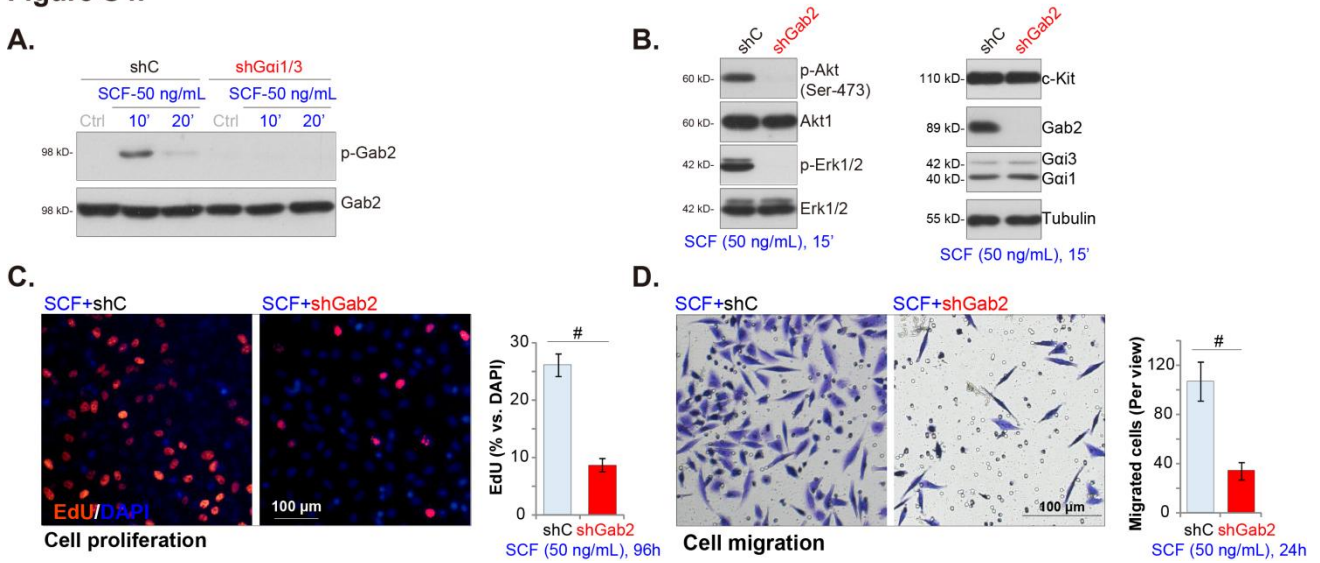 A.
shC shGαi1/3
SCF-50 ng/mL SCF-50 ng/mL
Ctrl 10' 20' Ctrl 10' 20'
98 kD- p-Gab2
98 kD- Gab2
B.
shC shGab2
60 kD- p-Akt
(Ser-473)
60 kD- Akt1
42 kD- p-Erk1/2
42 kD- Erk1/2
SCF (50 ng/mL), 15'
shC shGab2
110 kD- c-Kit
89 kD- Gab2
42 kD- Gαi3
40 kD- Gαi1
55 kD- Tubulin
SCF (50 ng/mL), 15'
C.
SCF+shC SCF+shGab2
EdU/DAPI
100 µm
Cell proliferation
#
EdU (% vs. DAPI)
30
20
10
0
shC shGab2
SCF (50 ng/mL), 96h
D.
SCF+shC SCF+shGab2
100 µm
Cell migration
#
Migrated cells (Per view)
120
80
40
0
shC shGab2
SCF (50 ng/mL), 24h